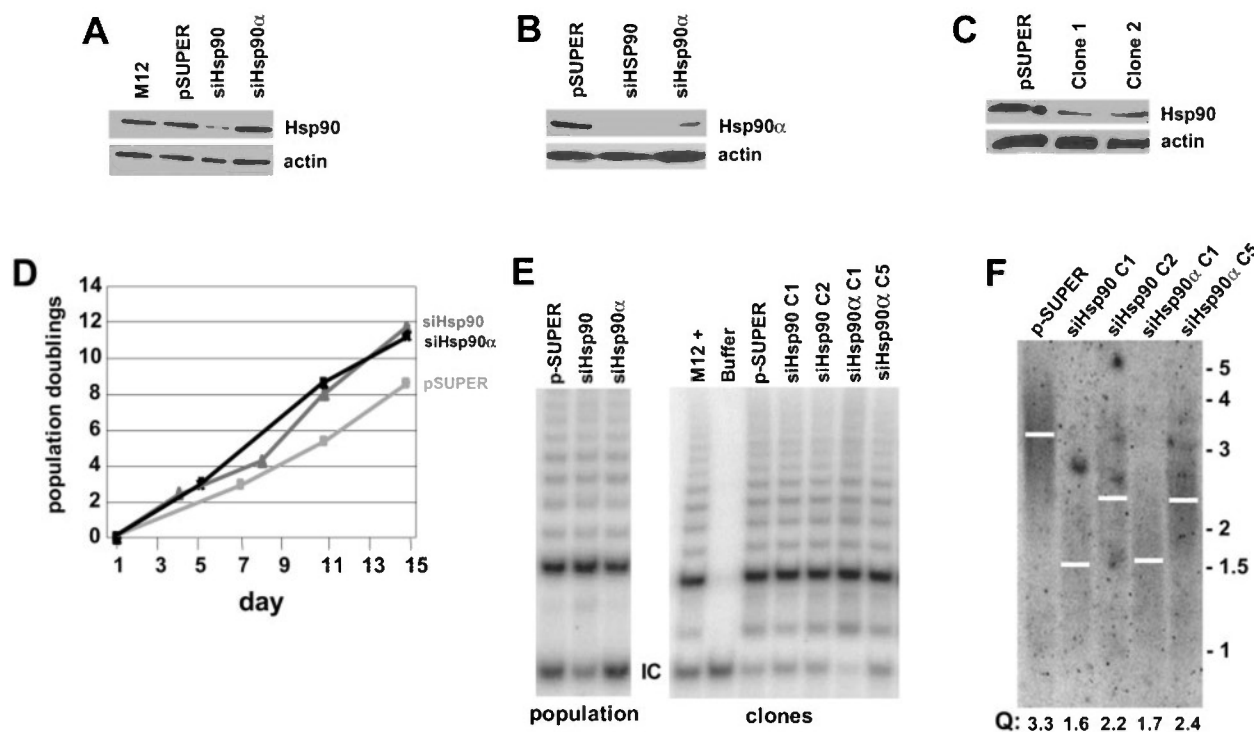 A
M12
pSUPER
siHsp90
siHsp90α
Hsp90
actin
B
pSUPER
siHSP90
siHsp90α
Hsp90α
actin
C
pSUPER
Clone 1
Clone 2
Hsp90
actin
D
population doublings
14
12
10
8
6
4
2
0
1 3 5 7 9 11 13 15
day
siHsp90
siHsp90α
pSUPER
E
p-SUPER
siHsp90
siHsp90α
M12 +
Buffer
p-SUPER
siHsp90 C1
siHsp90 C2
siHsp90α C1
siHsp90α C5
IC
population
clones
F
p-SUPER
siHsp90 C1
siHsp90 C2
siHsp90α C1
siHsp90α C5
- 5
- 4
- 3
- 2
- 1.5
- 1
Q: 3.3 1.6 2.2 1.7 2.4